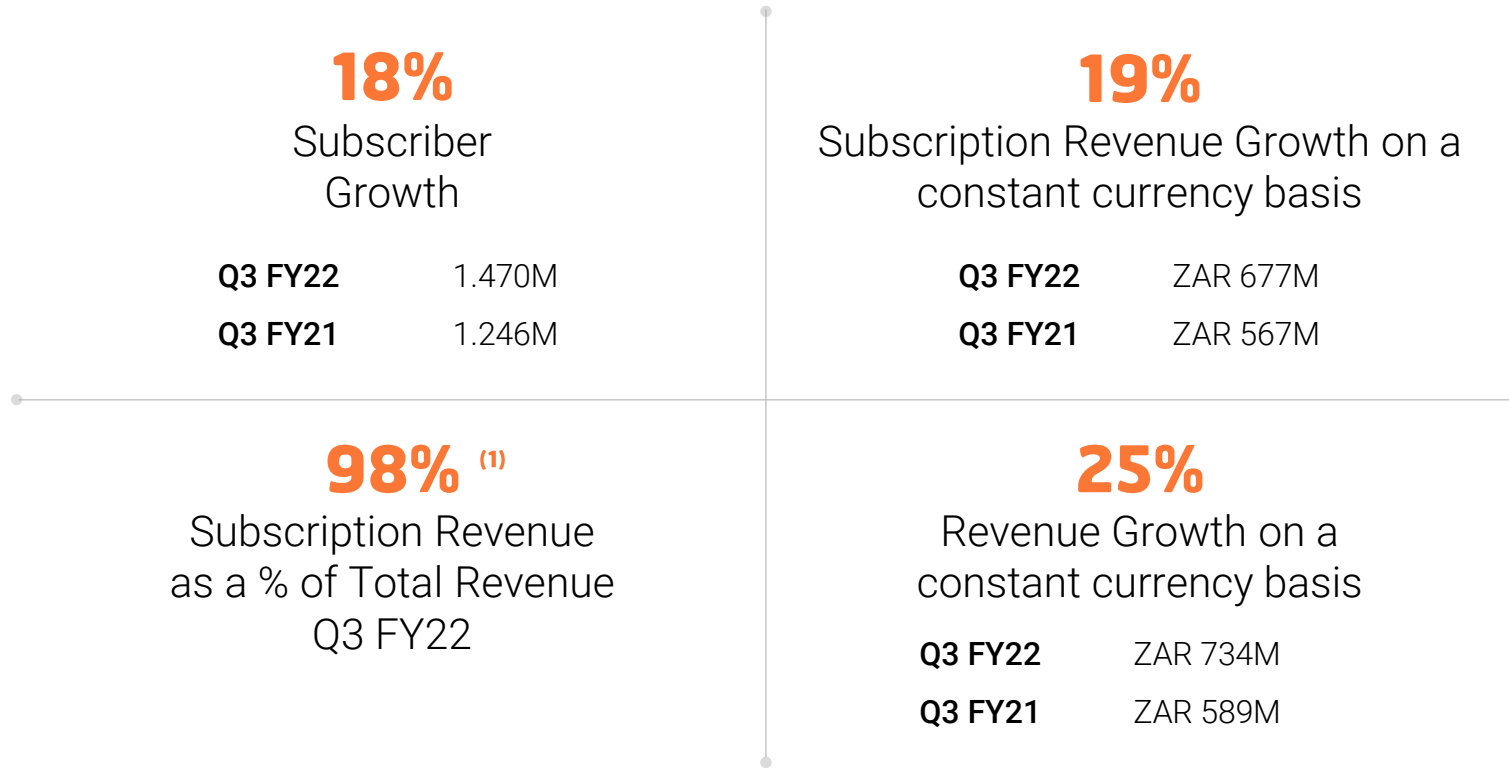 18%
Subscriber
Growth
Q3 FY22 1.470M
Q3 FY21 1.246M
19%
Subscription Revenue Growth on a
constant currency basis
Q3 FY22 ZAR 677M
Q3 FY21 ZAR 567M
98% (1)
Subscription Revenue
as a % of Total Revenue
Q3 FY22
25%
Revenue Growth on a
constant currency basis
Q3 FY22 ZAR 734M
Q3 FY21 ZAR 589M